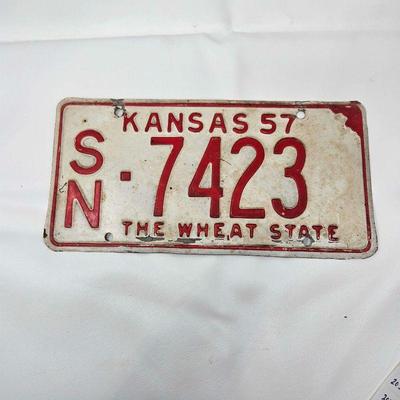 KANSAS 57
SN · 7423
THE WHEAT STATE